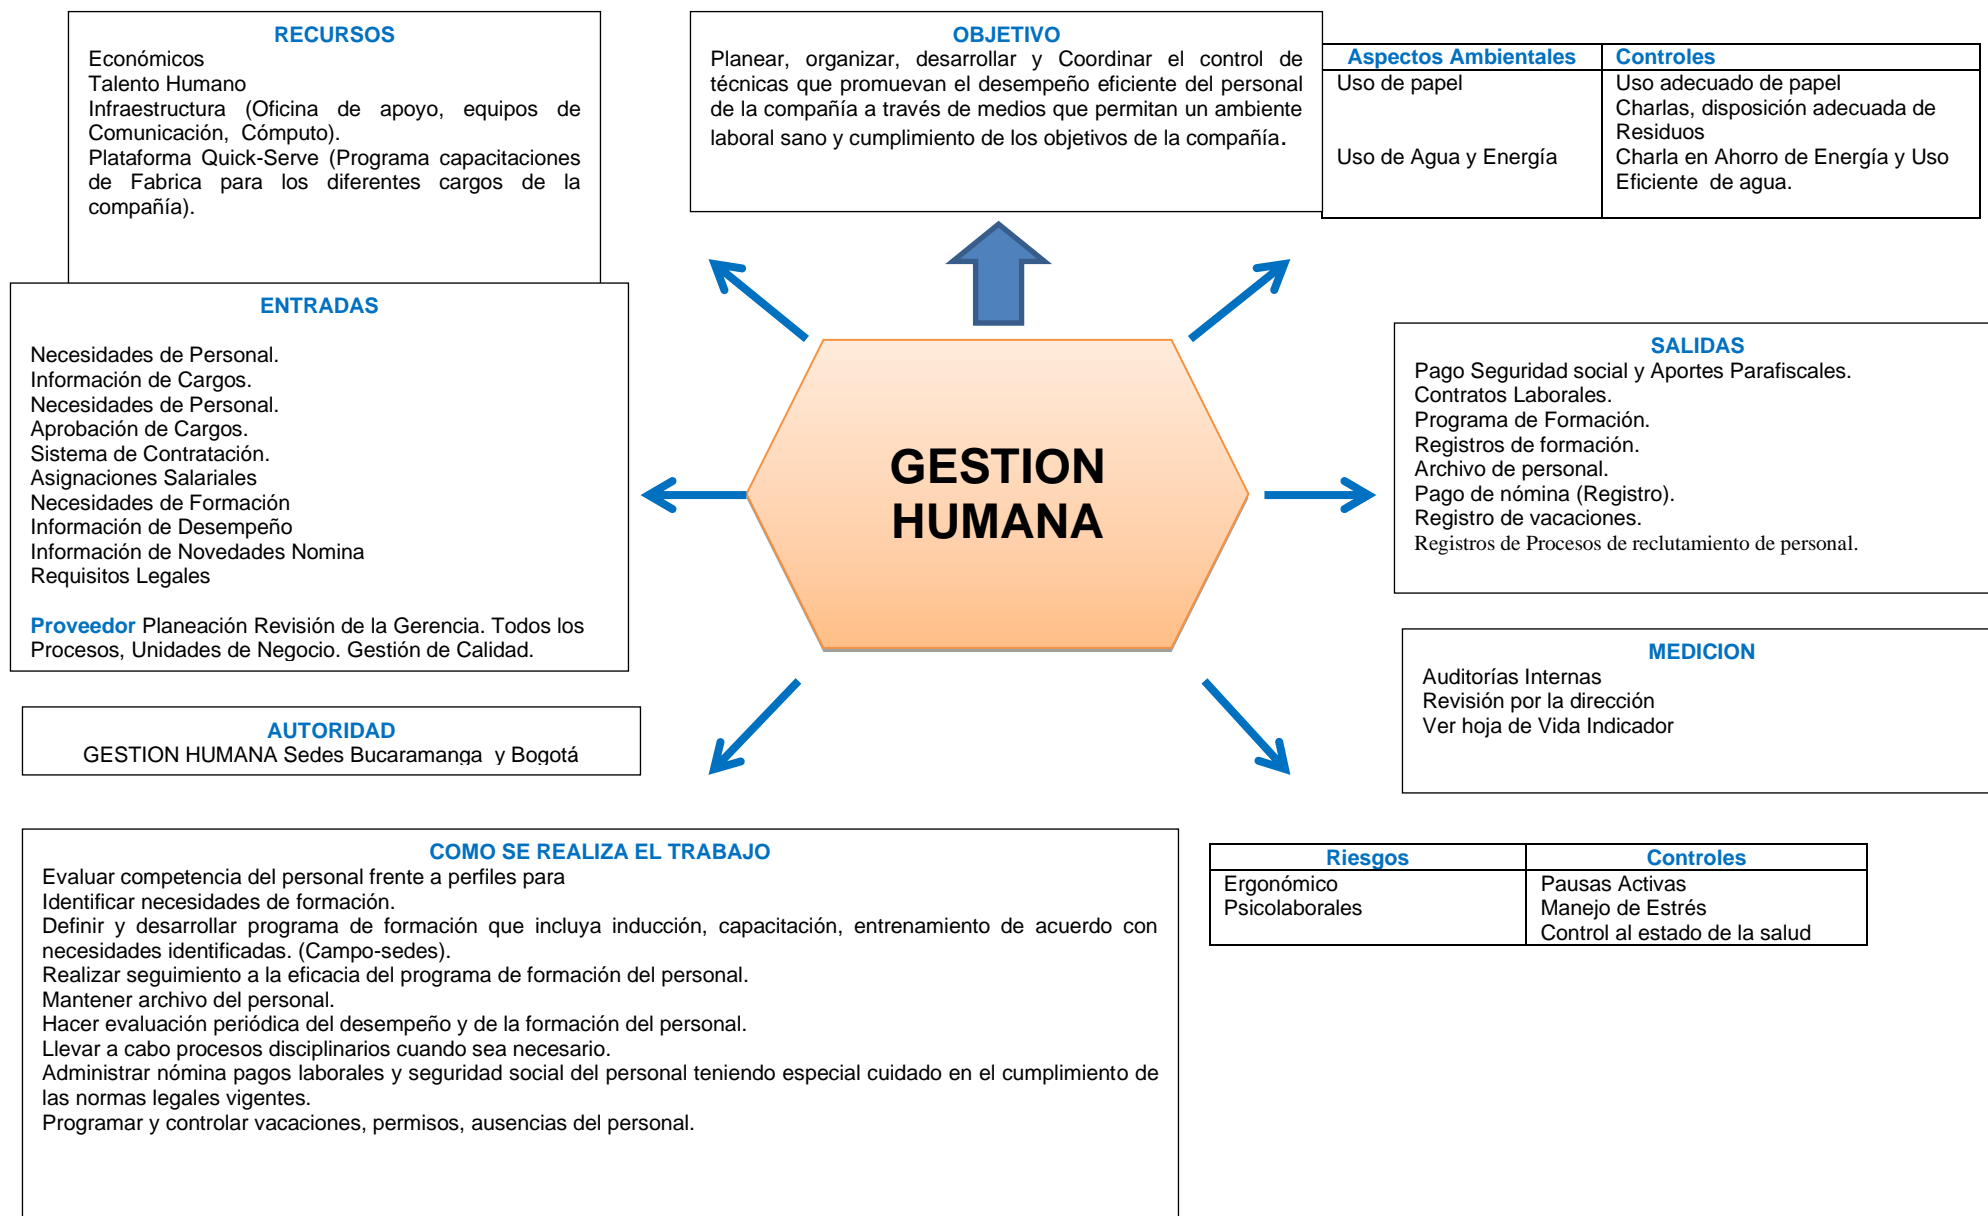 RECURSOS
Económicos
Talento Humano
Infraestructura (Oficina de apoyo, equipos de
Comunicación, Cómputo).
Plataforma Quick-Serve (Programa capacitaciones
de Fabrica para los diferentes cargos de la
compañía).
OBJETIVO
Planear, organizar, desarrollar y Coordinar el control de
técnicas que promuevan el desempeño eficiente del personal
de la compañía a través de medios que permitan un ambiente
laboral sano y cumplimiento de los objetivos de la compañía.
Aspectos Ambientales
Controles
Uso de papel
Uso adecuado de papel
Charlas, disposición adecuada de
Residuos
Uso de Agua y Energía
Charla en Ahorro de Energía y Uso
Eficiente de agua.
ENTRADAS
Necesidades de Personal.
Información de Cargos.
Necesidades de Personal.
Aprobación de Cargos.
Sistema de Contratación.
Asignaciones Salariales
Necesidades de Formación
Información de Desempeño
Información de Novedades Nomina
Requisitos Legales
Proveedor Planeación Revisión de la Gerencia. Todos los
Procesos, Unidades de Negocio. Gestión de Calidad.
GESTION
HUMANA
SALIDAS
Pago Seguridad social y Aportes Parafiscales.
Contratos Laborales.
Programa de Formación.
Registros de formación.
Archivo de personal.
Pago de nómina (Registro).
Registro de vacaciones.
Registros de Procesos de reclutamiento de personal.
MEDICION
Auditorías Internas
Revisión por la dirección
Ver hoja de Vida Indicador
AUTORIDAD
GESTION HUMANA Sedes Bucaramanga y Bogotá
COMO SE REALIZA EL TRABAJO
Evaluar competencia del personal frente a perfiles para
Identificar necesidades de formación.
Definir y desarrollar programa de formación que incluya inducción, capacitación, entrenamiento de acuerdo con
necesidades identificadas. (Campo-sedes).
Realizar seguimiento a la eficacia del programa de formación del personal.
Mantener archivo del personal.
Hacer evaluación periódica del desempeño y de la formación del personal.
Llevar a cabo procesos disciplinarios cuando sea necesario.
Administrar nómina pagos laborales y seguridad social del personal teniendo especial cuidado en el cumplimiento de
las normas legales vigentes.
Programar y controlar vacaciones, permisos, ausencias del personal.
Riesgos
Controles
Ergonómico
Pausas Activas
Psicolaborales
Manejo de Estrés
Control al estado de la salud